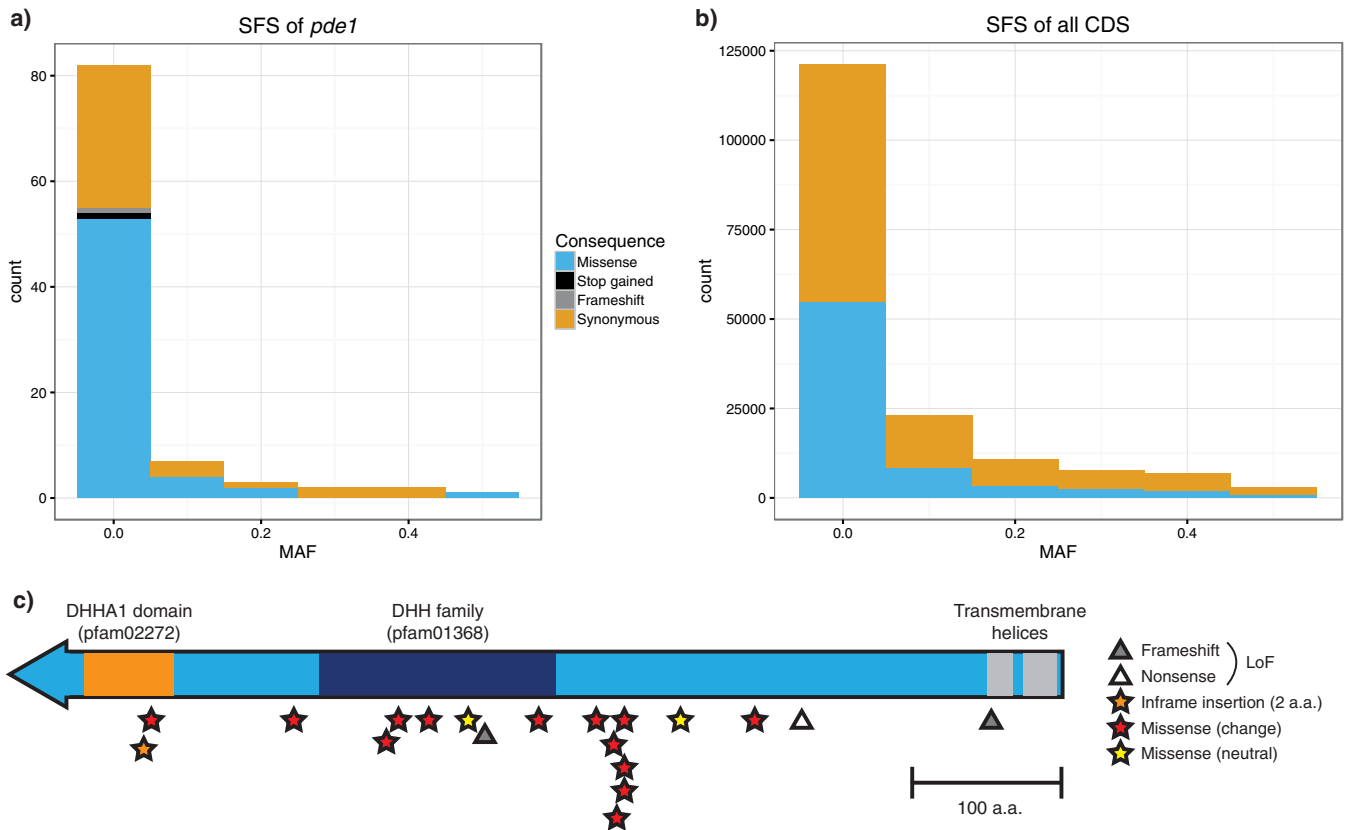 a)
SFS of pde1
80
60
40
20
0
count
0.0
0.2
0.4
MAF
Consequence
Missense
Stop gained
Frameshift
Synonymous
b)
SFS of all CDS
125000
100000
75000
50000
25000
0
count
0.0
0.2
0.4
MAF
c)
DHHA1 domain
(pfam02272)
DHH family
(pfam01368)
Transmembrane
helices
Frameshift
Nonsense
LoF
Inframe insertion (2 a.a.)
Missense (change)
Missense (neutral)
100 a.a.